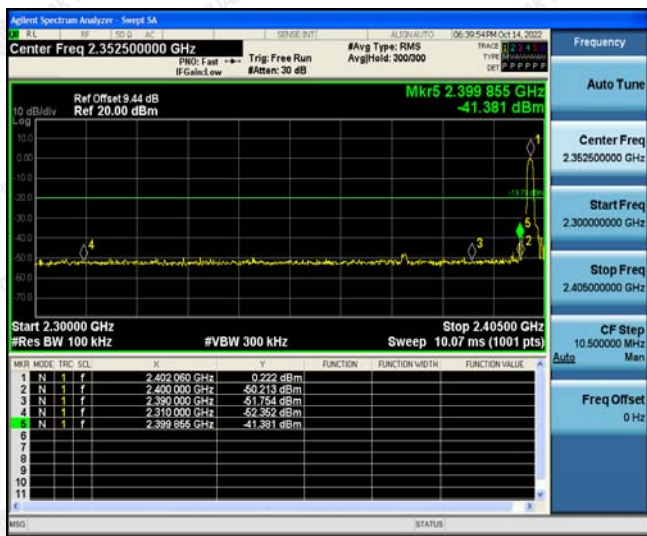 Agilent Spectrum Analyzer - Swept SA
RL RF 50 Ω AC SENSE:INT ALIGN AUTO 06:39:54 PM Oct 14, 2022
Center Freq 2.352500000 GHz
PNO: Fast
IFGain:Low
Trig: Free Run
#Atten: 30 dB
#Avg Type: RMS
Avg|Hold: 300/300
TRACE 1 2 3 4 5 6
TYPE M
DET P P P P P P
Ref Offset 9.44 dB
Ref 20.00 dBm
10 dB/div
Log
Mkr5 2.399 855 GHz
-41.381 dBm
10.0
0.00
-10.0
-20.0
-30.0
-40.0
-50.0
-60.0
-70.0
1
5
2
3
4
Start 2.30000 GHz
Stop 2.40500 GHz
#Res BW 100 kHz
#VBW 300 kHz
Sweep 10.07 ms (1001 pts)
MKR MODE TRC SCL X Y FUNCTION FUNCTION WIDTH FUNCTION VALUE
1 N 1 f 2.402 060 GHz 0.222 dBm
2 N 1 f 2.400 000 GHz -50.213 dBm
3 N 1 f 2.390 000 GHz -51.754 dBm
4 N 1 f 2.310 000 GHz -52.352 dBm
5 N 1 f 2.399 855 GHz -41.381 dBm
6
7
8
9
10
11
MSG
STATUS
Frequency
Auto Tune
Center Freq
2.352500000 GHz
Start Freq
2.300000000 GHz
Stop Freq
2.405000000 GHz
CF Step
10.500000 MHz
Auto Man
Freq Offset
0 Hz